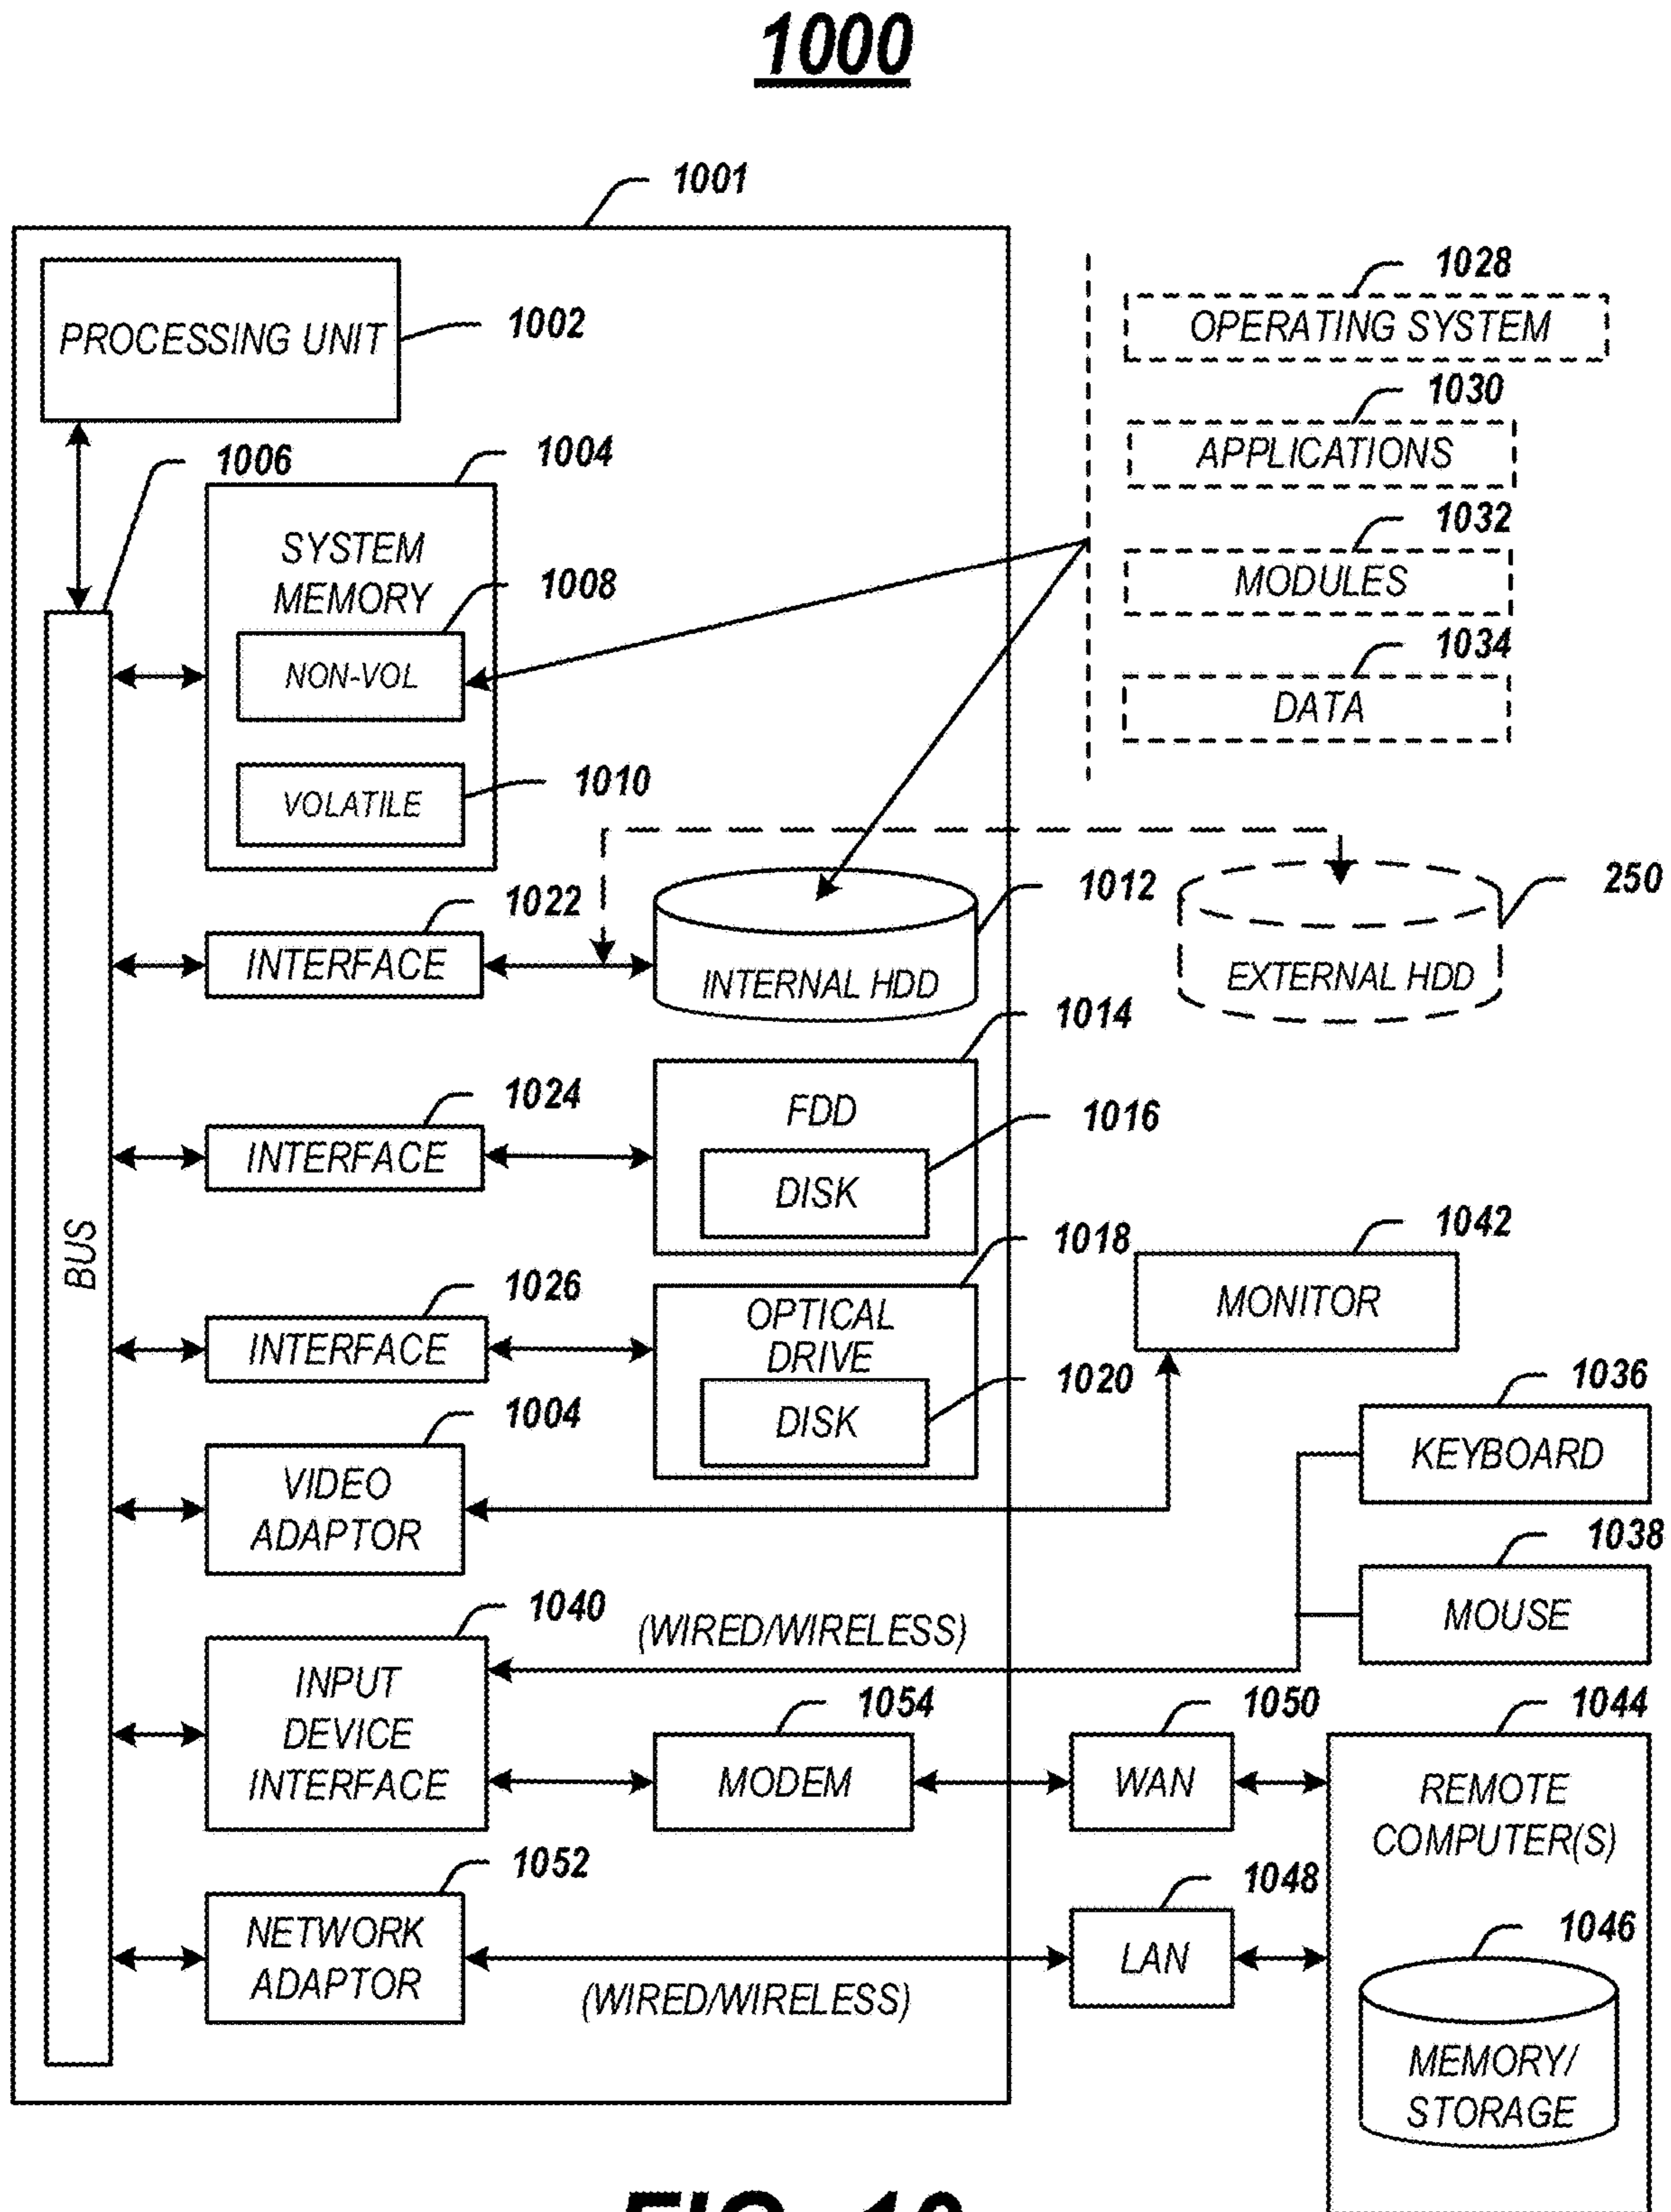 1000
1001
PROCESSING UNIT
1002
1028
OPERATING SYSTEM
1030
APPLICATIONS
1032
MODULES
1034
DATA
1006
1004
SYSTEM
MEMORY
1008
NON-VOL
1010
VOLATILE
BUS
1022
INTERFACE
1012
INTERNAL HDD
250
EXTERNAL HDD
1024
INTERFACE
1014
FDD
1016
DISK
1026
INTERFACE
1018
OPTICAL
DRIVE
1020
DISK
1042
MONITOR
1004
VIDEO
ADAPTOR
1036
KEYBOARD
1038
MOUSE
1040
INPUT
DEVICE
INTERFACE
(WIRED/WIRELESS)
1054
MODEM
1050
WAN
1044
REMOTE
COMPUTER(S)
1052
NETWORK
ADAPTOR
(WIRED/WIRELESS)
1048
LAN
1046
MEMORY/
STORAGE
FIG. 10